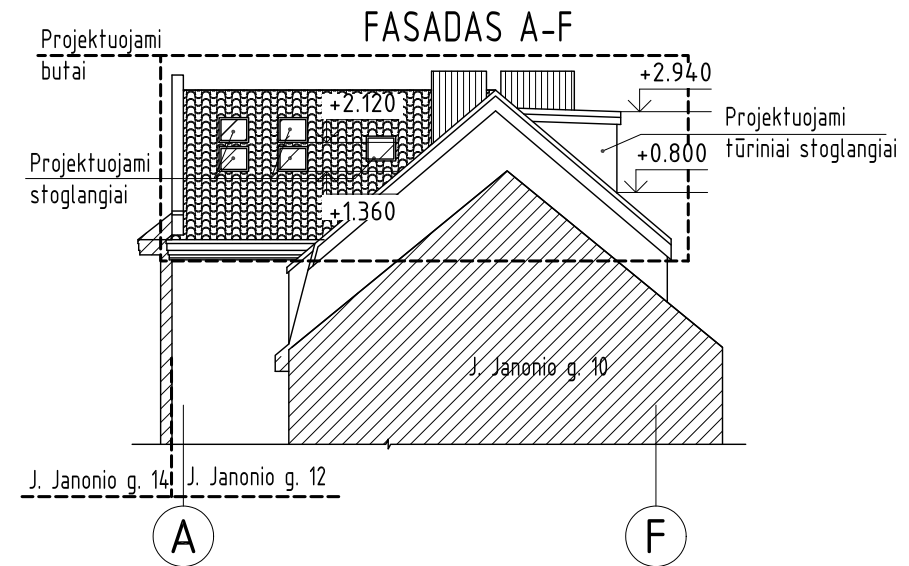 FASADAS A-F
Projektuojami
butai
+2.940
+2.120
Projektuojami
tūriniai stoglangiai
+0.800
Projektuojami
stoglangiai
+1.360
J. Janonio g. 10
J. Janonio g. 14
J. Janonio g. 12
A
F